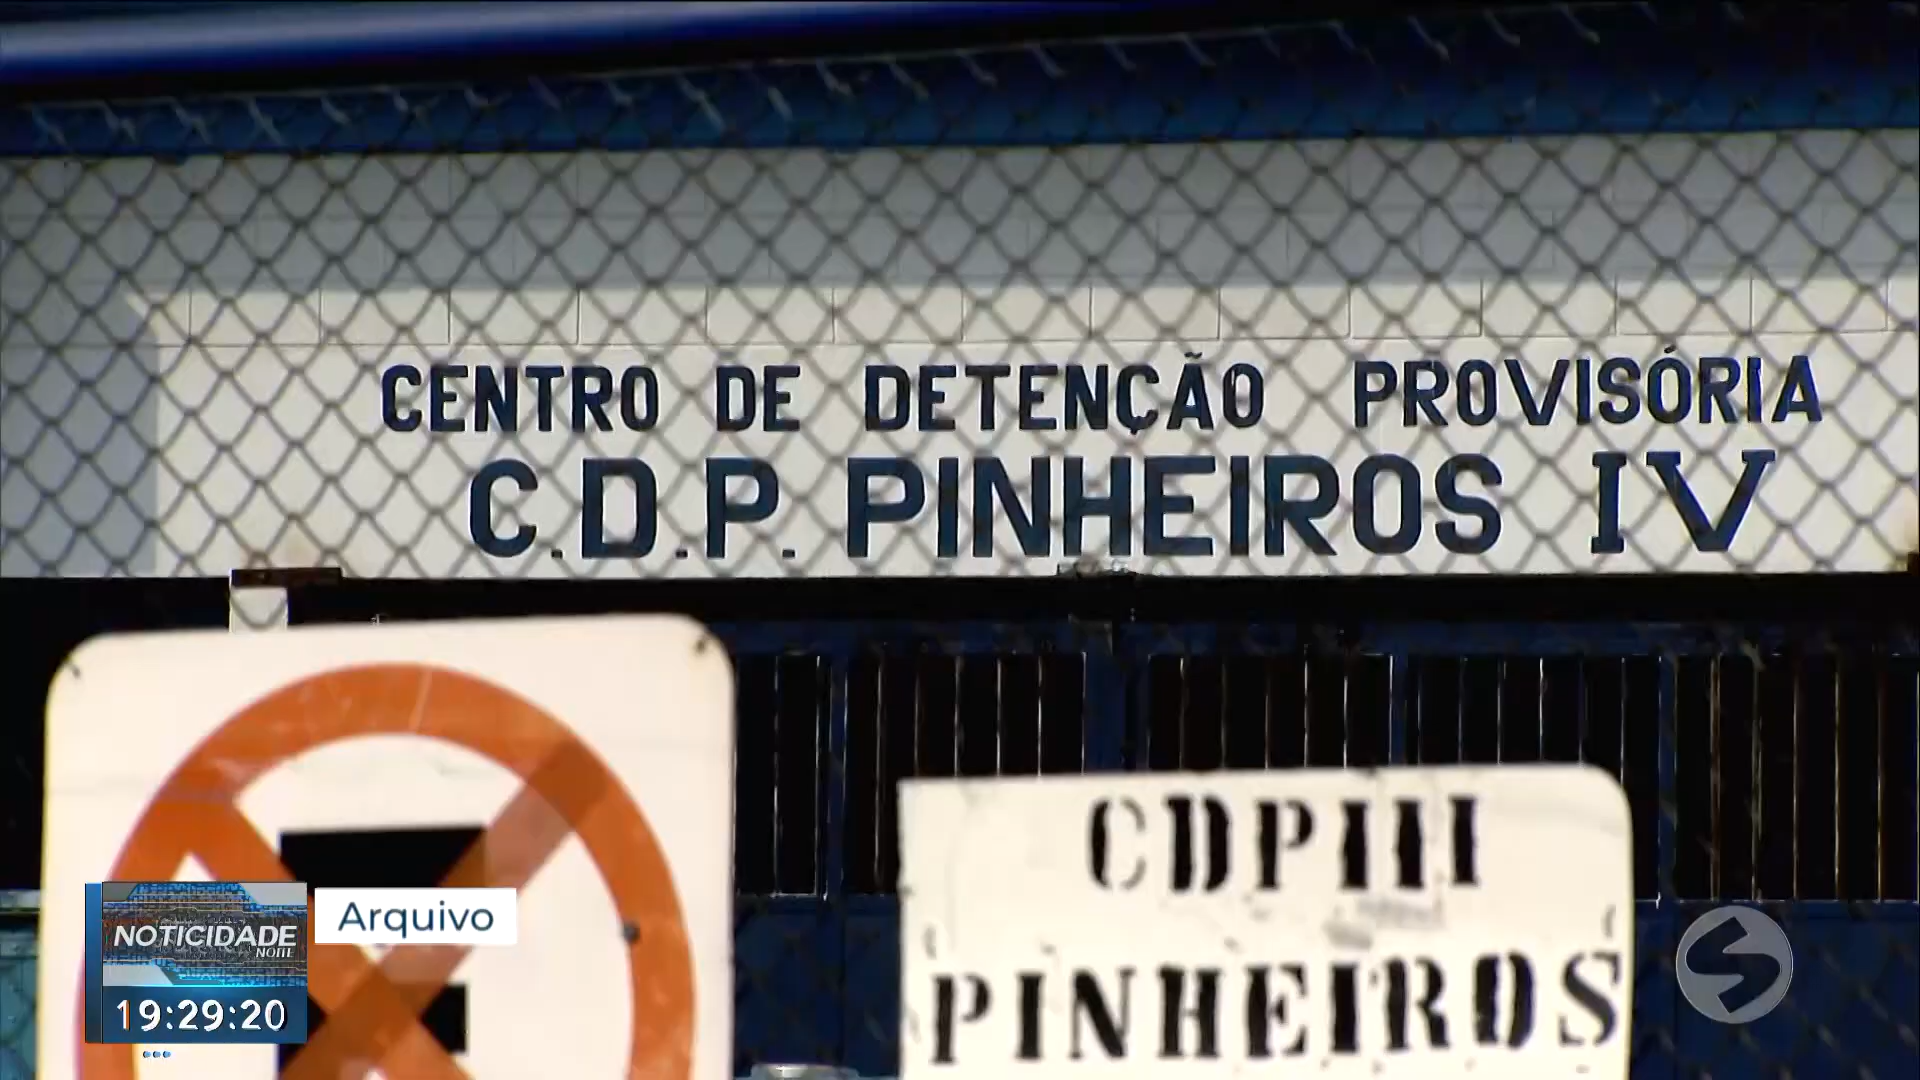 CENTRO DE DETENÇÃO PROVISÓRIA
C.D.P. PINHEIROS IV
CDPIII
PINHEIROS
Arquivo
NOTICIDADE
NOITE
19:29:20